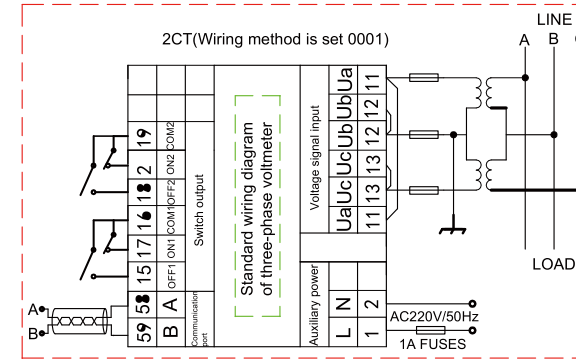 2CT(Wiring method is set 0001)
LINE
A B
Ua 11
Ub 12
Ub 12
Uc 13
Uc 13
Ua 11
Voltage signal input
Standard wiring diagram
of three-phase voltmeter
19 COM2
2 ON2
18 OFF2
16 COM1
17 ON1
15 OFF1
Switch output
A 58 A
B 59 B
Communication
port
Auxiliary power
N 2
L 1
AC220V/50Hz
1A FUSES
LOAD